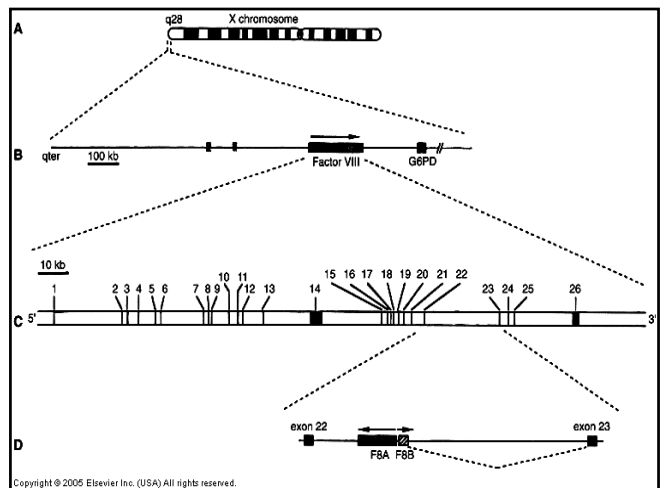 A
q28
X chromosome
B
qter
100 kb
Factor VIII
G6PD
10 kb
1 2 3 4 5 6 7 8 9 10 11 12 13 14 15 16 17 18 19 20 21 22 23 24 25 26
C 5' 3'
exon 22 exon 23
D
F8A F8B
Copyright © 2005 Elsevier Inc. (USA) All rights reserved.